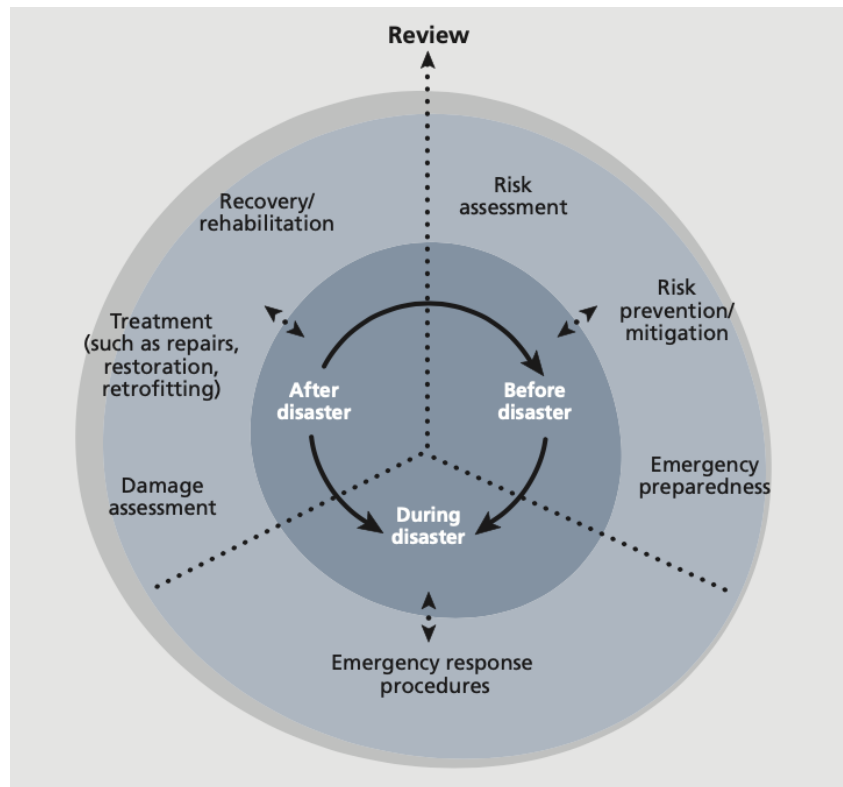 Review
Risk
assessment
Recovery/
rehabilitation
Risk
prevention/
mitigation
Treatment
(such as repairs,
restoration,
retrofitting)
After
disaster
Before
disaster
Emergency
preparedness
Damage
assessment
During
disaster
Emergency response
procedures